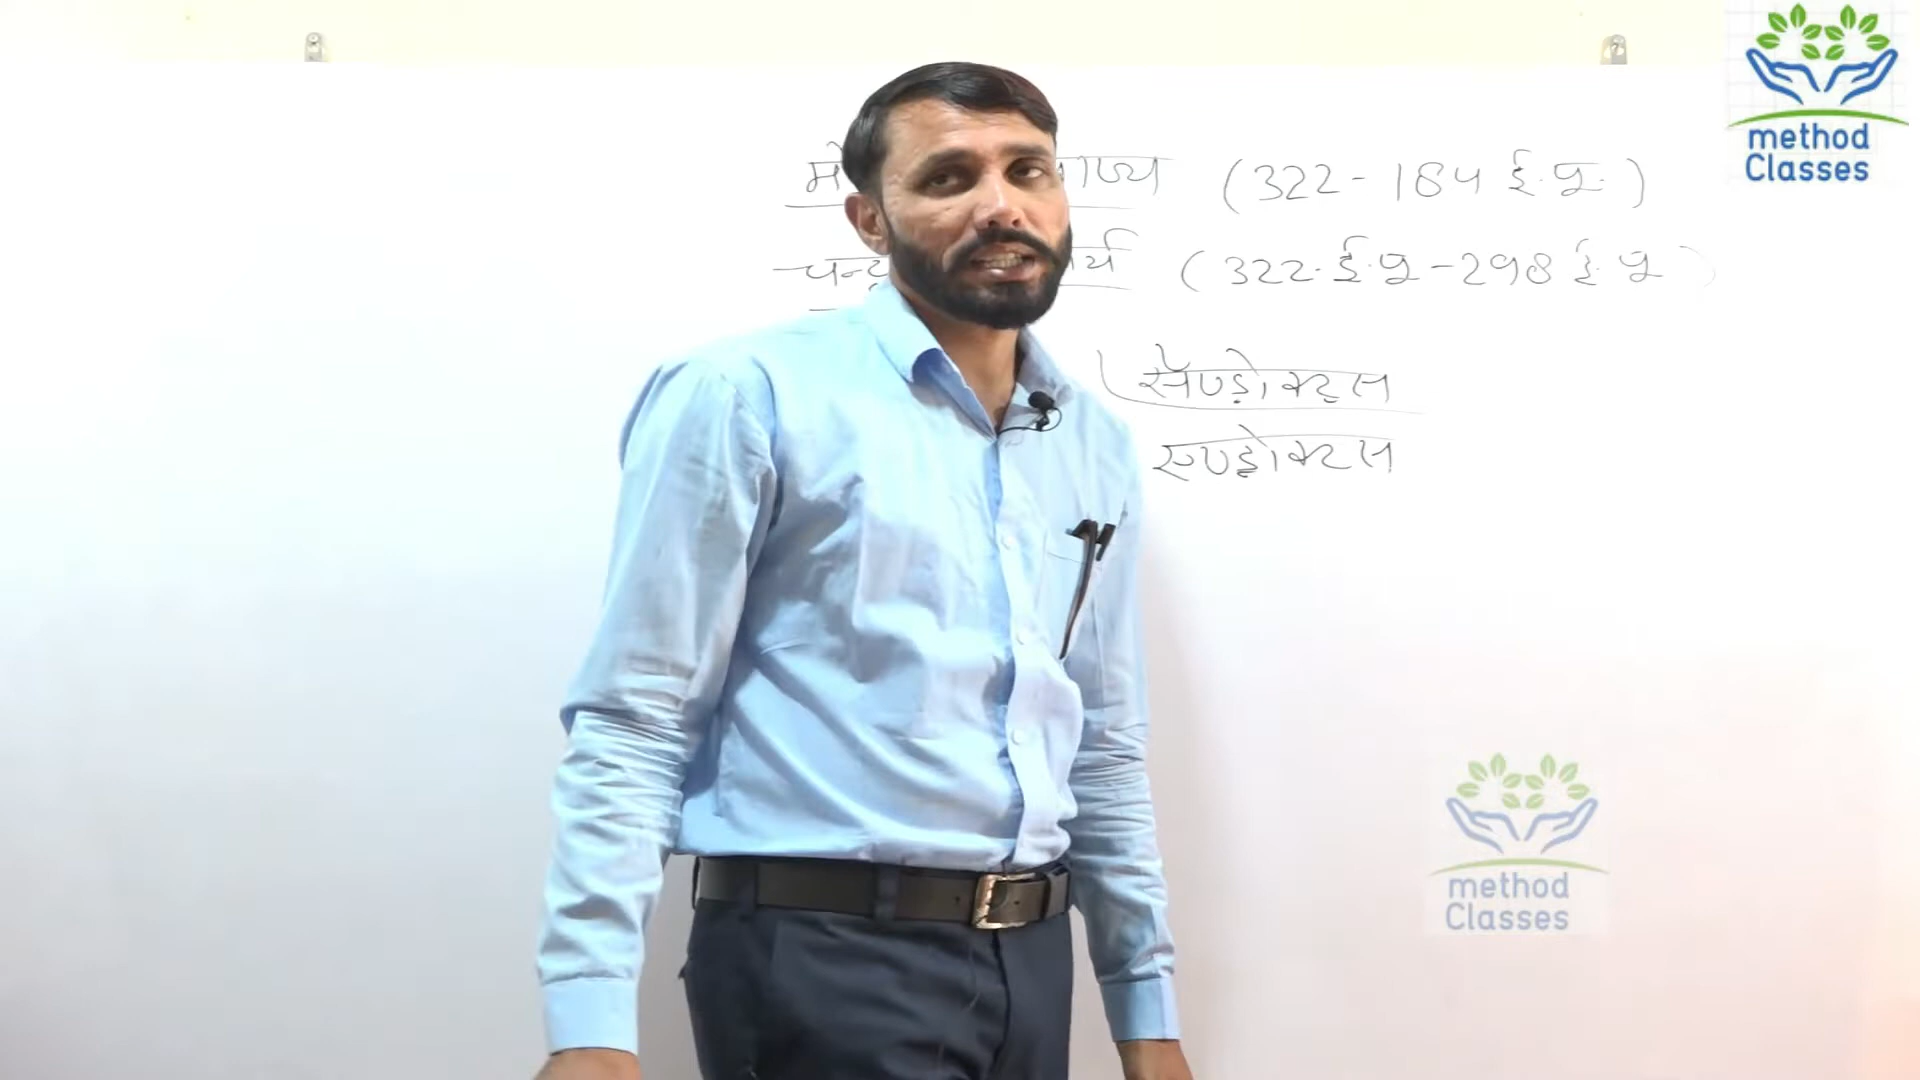 (322-184 ई.पू.)
(322.ई.पू-298 ई.पू)
सैण्ड्रोकट्स
एण्ड्रोकट्स
method
Classes
method
Classes